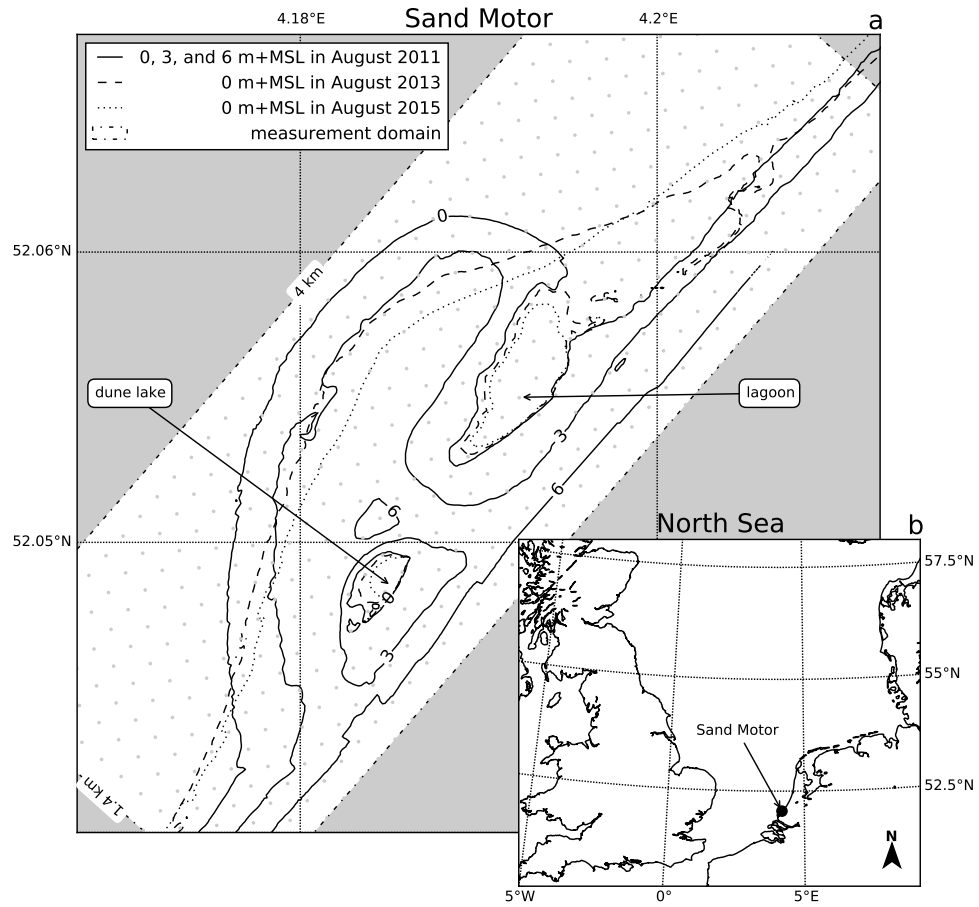 Sand Motor
a
4.18°E
4.2°E
0, 3, and 6 m+MSL in August 2011
0 m+MSL in August 2013
0 m+MSL in August 2015
measurement domain
0
52.06°N
4 km
dune lake
lagoon
3
6
6
52.05°N
0
3
1.4 km
North Sea
b
57.5°N
55°N
Sand Motor
52.5°N
N
5°W
0°
5°E